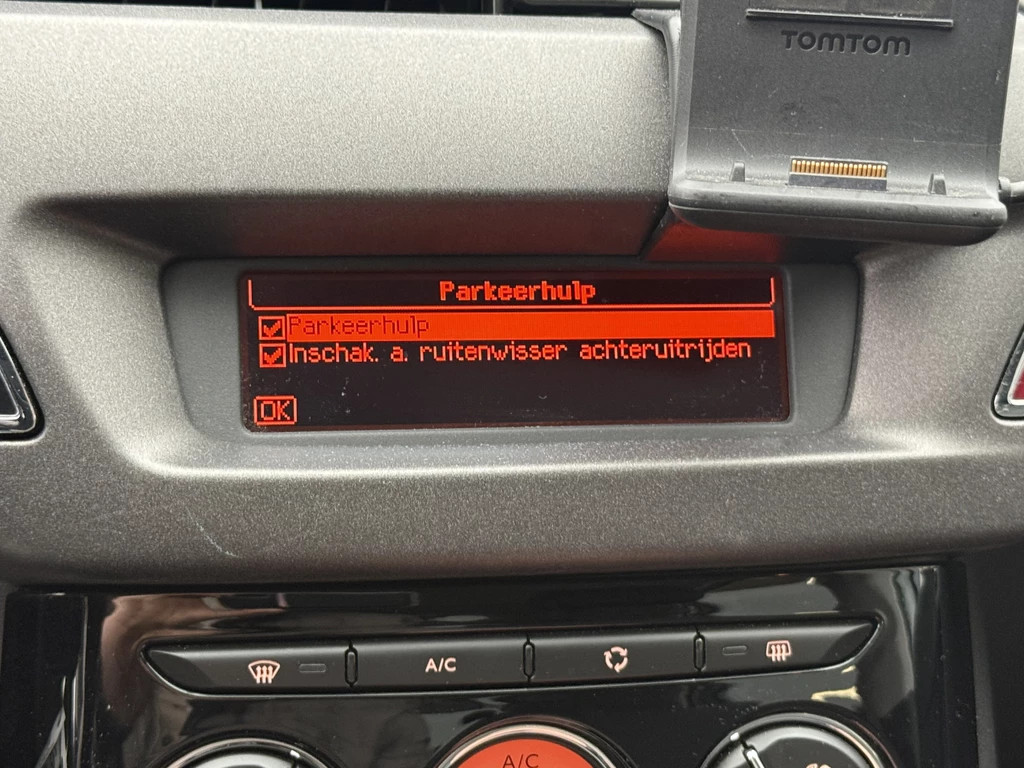 TOMTOM
Parkeerhulp
Parkeerhulp
Inschak. a. ruitenwisser achteruitrijden
OK
A/C
A/C